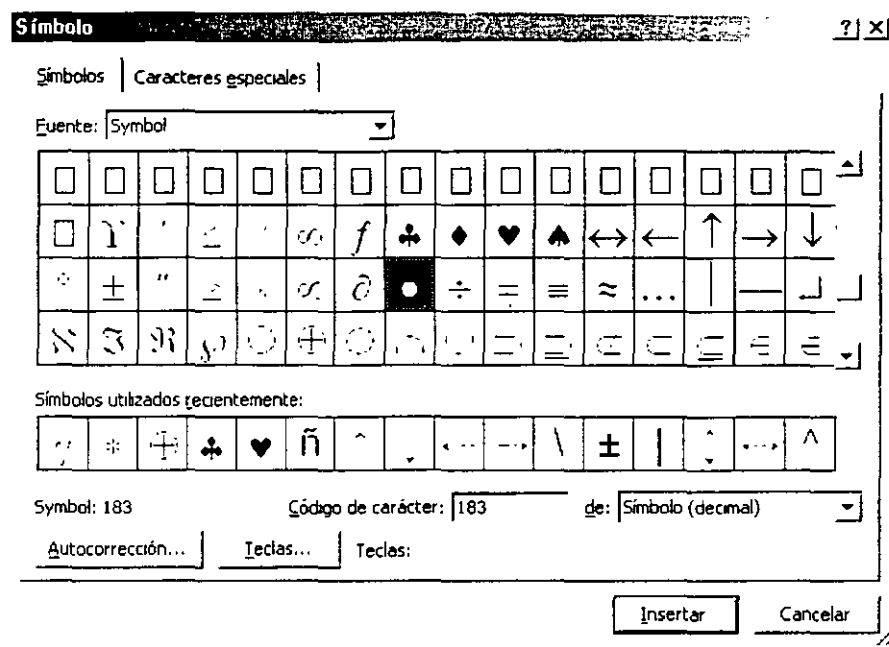 Símbolo ? ×
Símbolos Caracteres especiales
Fuente: Symbol
ϒ ′ ≤ ⁄ ∞ ƒ ♣ ♦ ♥ ♠ ↔ ← ↑ → ↓
° ± ″ ≥ × ∝ ∂ • ÷ ≠ ≡ ≈ … | — ↵
ℵ ℑ ℜ ℘ ⊗ ⊕ ∅ ∩ ∪ ⊃ ⊇ ⊄ ⊂ ⊆ ∈ ∉
Símbolos utilizados recientemente:
* ⊕ ♣ ♥ ñ \ ± | ^
Symbol: 183 Código de carácter: 183 de: Símbolo (decimal)
Autocorrección... Teclas... Teclas:
Insertar Cancelar